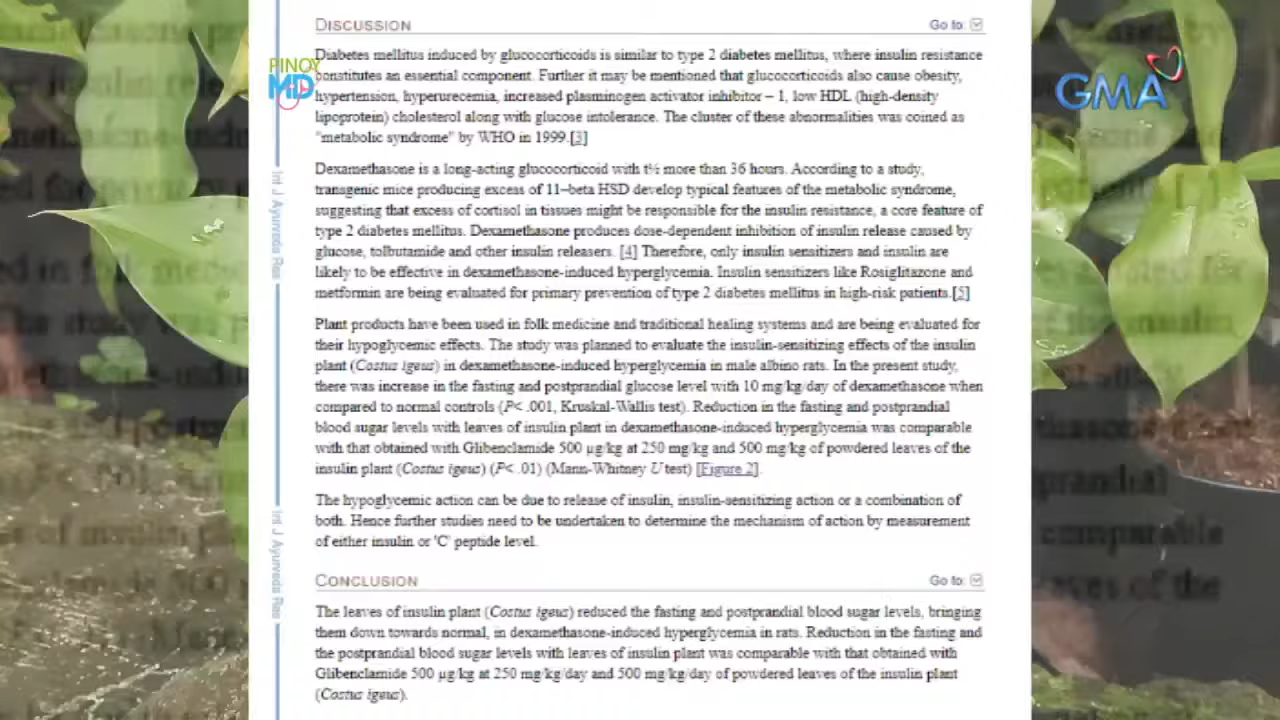 DISCUSSION
Go to:
PINOY
MD
GMA
Diabetes mellitus induced by glucocorticoids is similar to type 2 diabetes mellitus, where insulin resistance
constitutes an essential component. Further it may be mentioned that glucocorticoids also cause obesity,
hypertension, hyperurecemia, increased plasminogen activator inhibitor – 1, low HDL (high-density
lipoprotein) cholesterol along with glucose intolerance. The cluster of these abnormalities was coined as
"metabolic syndrome" by WHO in 1999.[3]
Dexamethasone is a long-acting glucocorticoid with t½ more than 36 hours. According to a study,
transgenic mice producing excess of 11–beta HSD develop typical features of the metabolic syndrome,
suggesting that excess of cortisol in tissues might be responsible for the insulin resistance, a core feature of
type 2 diabetes mellitus. Dexamethasone produces dose-dependent inhibition of insulin release caused by
glucose, tolbutamide and other insulin releasers. [4] Therefore, only insulin sensitizers and insulin are
likely to be effective in dexamethasone-induced hyperglycemia. Insulin sensitizers like Rosiglitazone and
metformin are being evaluated for primary prevention of type 2 diabetes mellitus in high-risk patients.[5]
Plant products have been used in folk medicine and traditional healing systems and are being evaluated for
their hypoglycemic effects. The study was planned to evaluate the insulin-sensitizing effects of the insulin
plant (Costus igeus) in dexamethasone-induced hyperglycemia in male albino rats. In the present study,
there was increase in the fasting and postprandial glucose level with 10 mg/kg/day of dexamethasone when
compared to normal controls (P< .001, Kruskal-Wallis test). Reduction in the fasting and postprandial
blood sugar levels with leaves of insulin plant in dexamethasone-induced hyperglycemia was comparable
with that obtained with Glibenclamide 500 µg/kg at 250 mg/kg and 500 mg/kg of powdered leaves of the
insulin plant (Costus igeus) (P< .01) (Mann-Whitney U test) [Figure 2].
The hypoglycemic action can be due to release of insulin, insulin-sensitizing action or a combination of
both. Hence further studies need to be undertaken to determine the mechanism of action by measurement
of either insulin or 'C' peptide level.
CONCLUSION
Go to:
The leaves of insulin plant (Costus igeus) reduced the fasting and postprandial blood sugar levels, bringing
them down towards normal, in dexamethasone-induced hyperglycemia in rats. Reduction in the fasting and
the postprandial blood sugar levels with leaves of insulin plant was comparable with that obtained with
Glibenclamide 500 µg/kg at 250 mg/kg/day and 500 mg/kg/day of powdered leaves of the insulin plant
(Costus igeus).
Int J Ayurveda Res
Int J Ayurveda Res
comparable